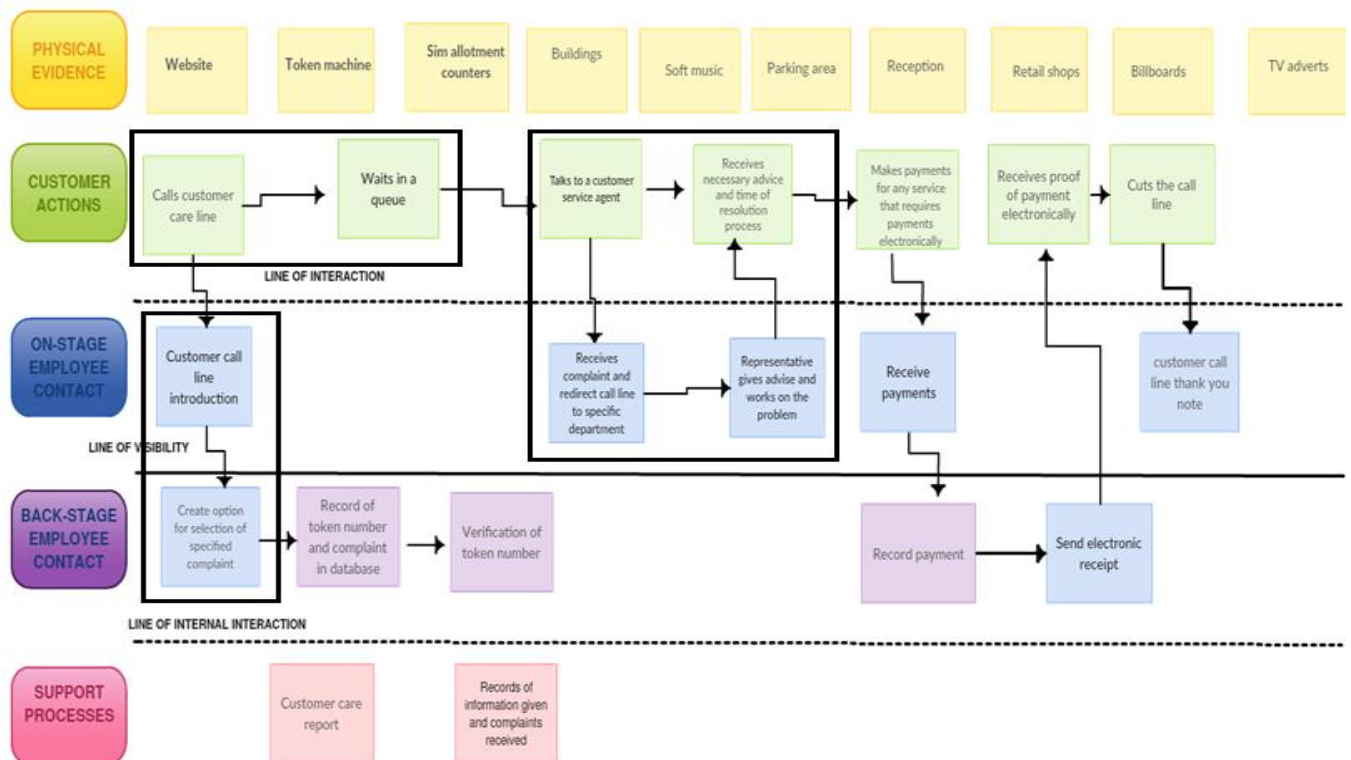 PHYSICAL
EVIDENCE
Website
Token machine
Sim allotment
counters
Buildings
Soft music
Parking area
Reception
Retail shops
Billboards
TV adverts
CUSTOMER
ACTIONS
Calls customer
care line
Waits in a
queue
Talks to a customer
service agent
Receives
necessary advice
and time of
resolution
process
Makes payments
for any service
that requires
payments
electronically
Receives proof
of payment
electronically
Cuts the call
line
LINE OF INTERACTION
ON-STAGE
EMPLOYEE
CONTACT
Customer call
line
introduction
Receives
complaint and
redirect call line
to specific
department
Representative
gives advise and
works on the
problem
Receive
payments
customer call
line thank you
note
LINE OF VISIBILITY
BACK-STAGE
EMPLOYEE
CONTACT
Create option
for selection of
specified
complaint
Record of
token number
and complaint
in database
Verification of
token number
Record payment
Send electronic
receipt
LINE OF INTERNAL INTERACTION
SUPPORT
PROCESSES
Customer care
report
Records of
information given
and complaints
received